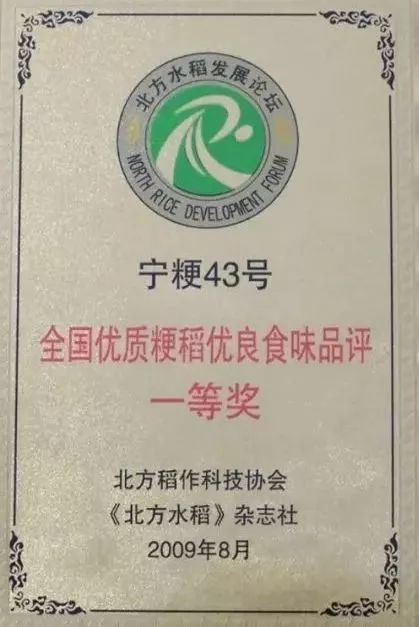 北方水稻发展论坛
NORTH RICE DEVELOPMENT FORUM
宁粳43号
全国优质粳稻优良食味品评
一等奖
北方稻作科技协会
《北方水稻》杂志社
2009年8月